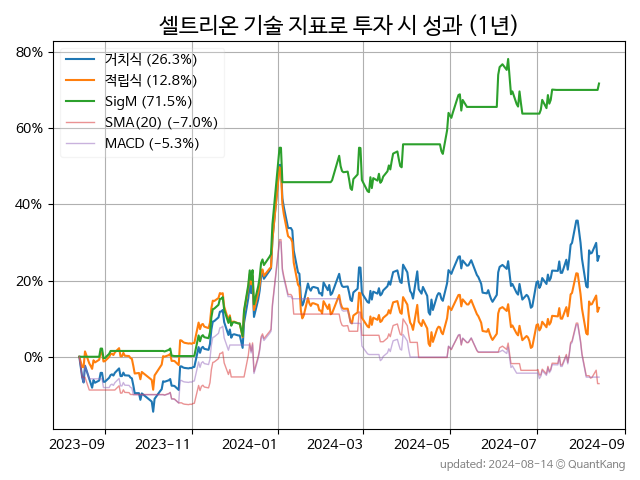 셀트리온 기술 지표로 투자 시 성과 (1년)
80%
60%
40%
20%
0%
거치식 (26.3%)
적립식 (12.8%)
SigM (71.5%)
SMA(20) (-7.0%)
MACD (-5.3%)
2023-09 2023-11 2024-01 2024-03 2024-05 2024-07 2024-09
updated: 2024-08-14 © QuantKang